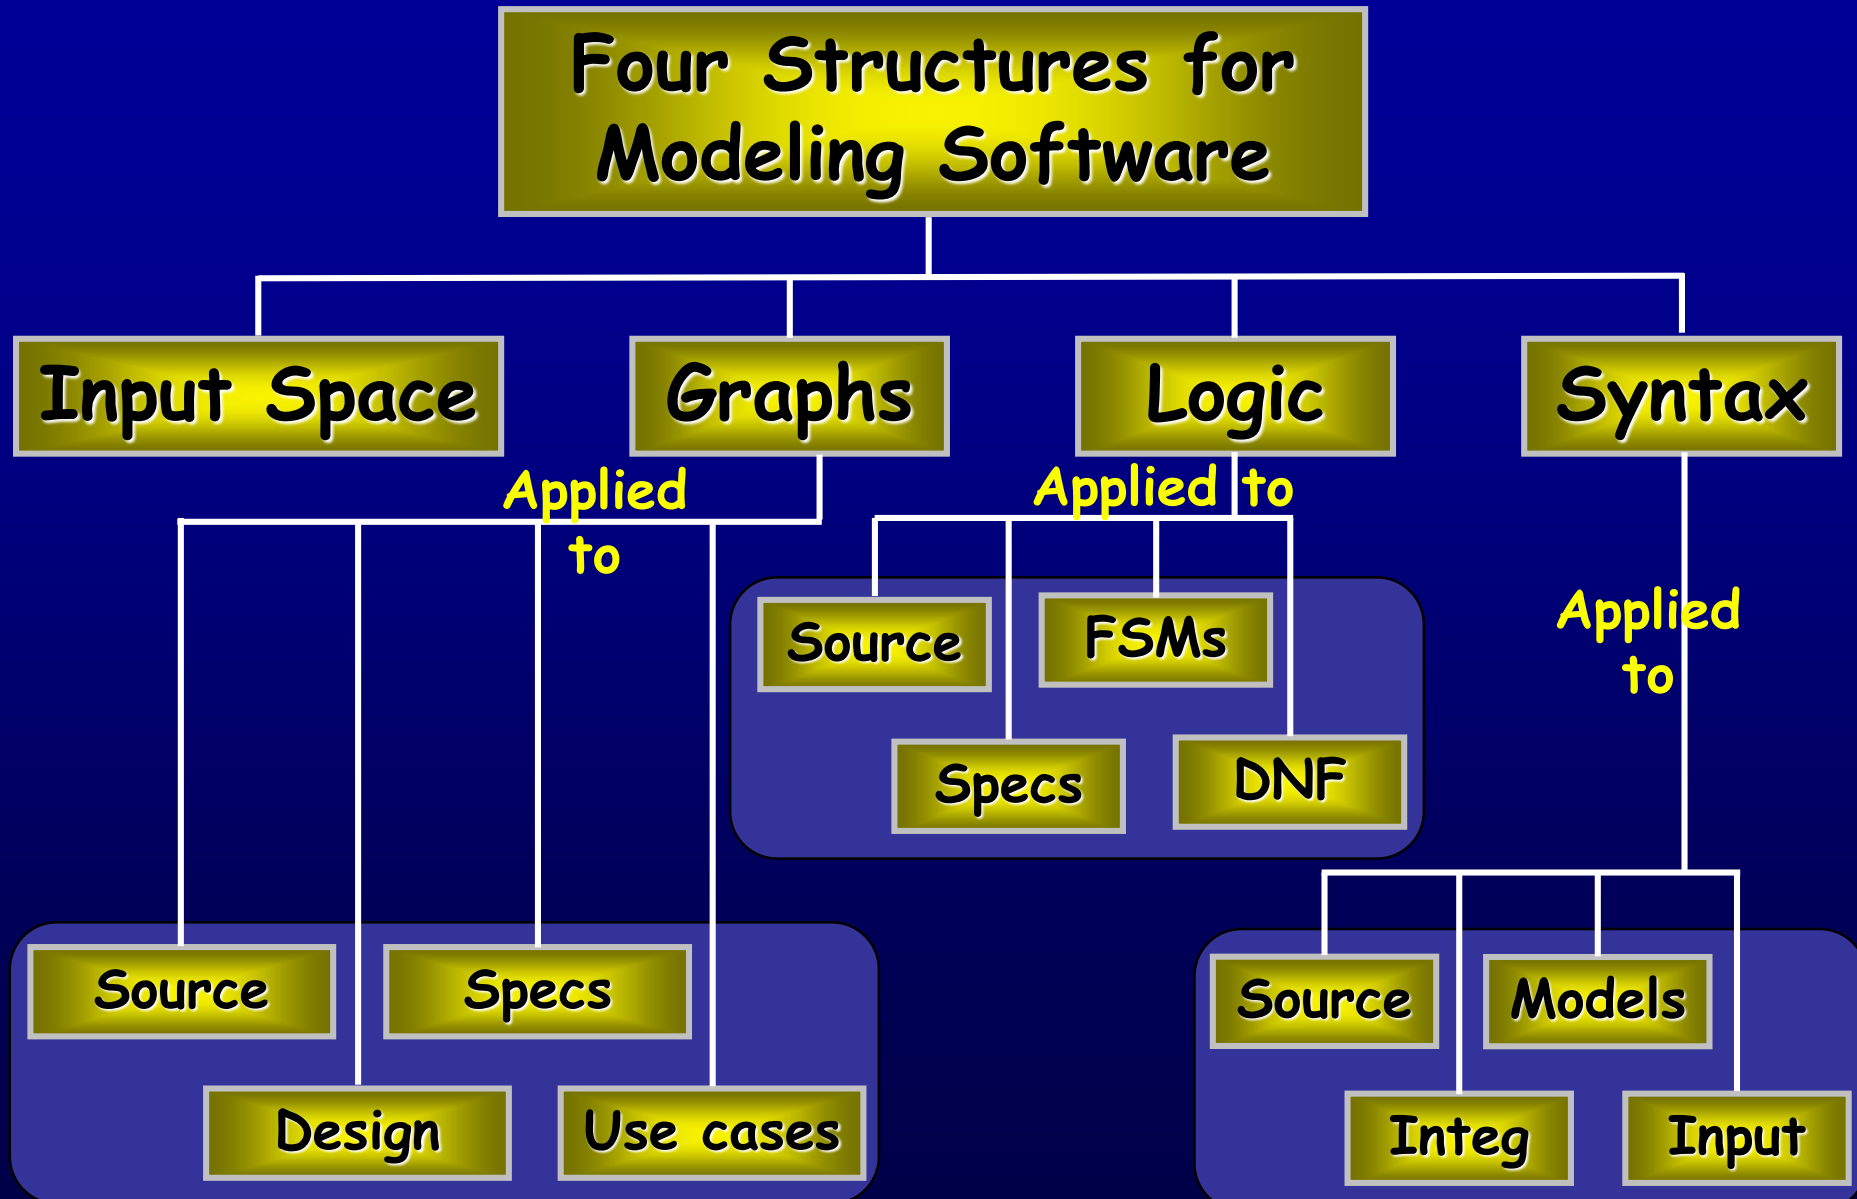 Four Structures for
Modeling Software
Input Space
Graphs
Logic
Syntax
Applied
to
Applied to
Applied
to
Source
FSMs
Specs
DNF
Source
Specs
Design
Use cases
Source
Models
Integ
Input